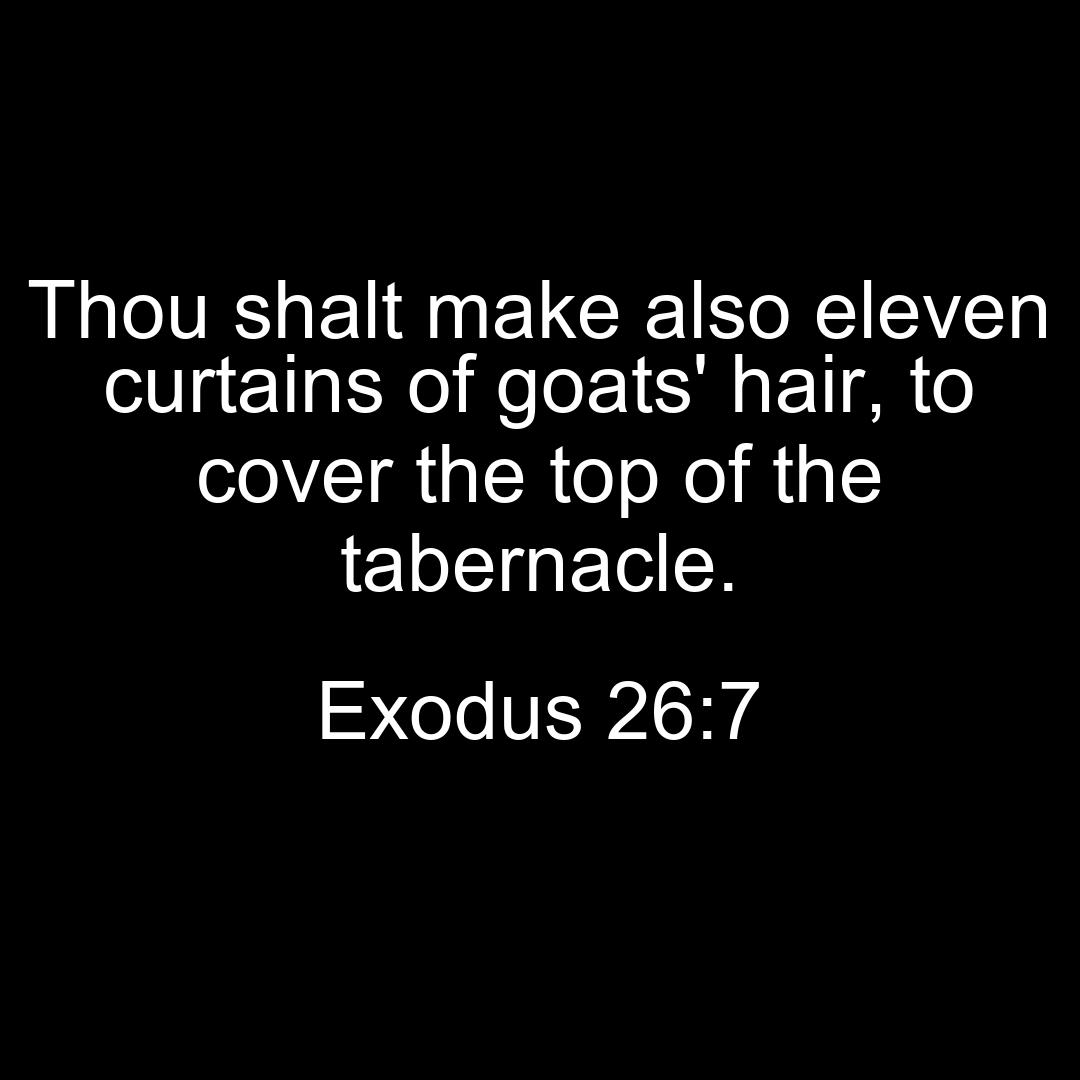 Thou shalt make also eleven
curtains of goats' hair, to
cover the top of the
tabernacle.
Exodus 26:7